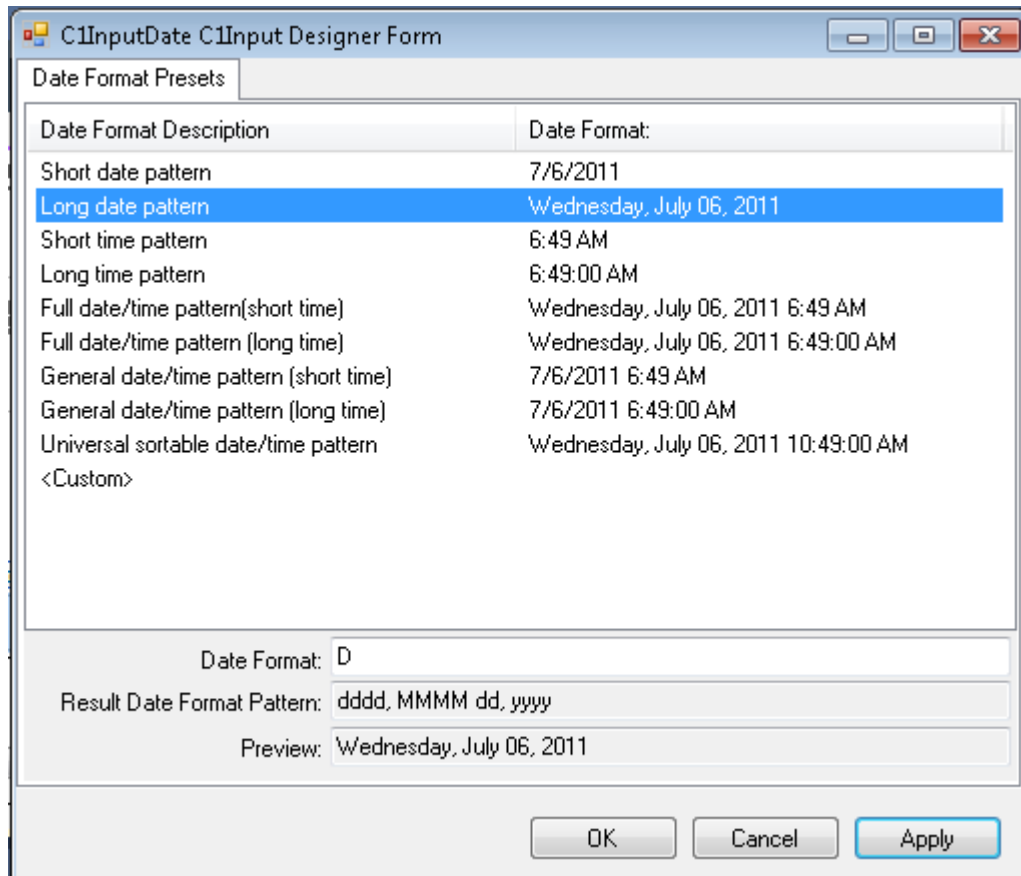 C1InputDate C1Input Designer Form
Date Format Presets
Date Format Description Date Format:
Short date pattern 7/6/2011
Long date pattern Wednesday, July 06, 2011
Short time pattern 6:49 AM
Long time pattern 6:49:00 AM
Full date/time pattern(short time) Wednesday, July 06, 2011 6:49 AM
Full date/time pattern (long time) Wednesday, July 06, 2011 6:49:00 AM
General date/time pattern (short time) 7/6/2011 6:49 AM
General date/time pattern (long time) 7/6/2011 6:49:00 AM
Universal sortable date/time pattern Wednesday, July 06, 2011 10:49:00 AM
<Custom>
Date Format: D
Result Date Format Pattern: dddd, MMMM dd, yyyy
Preview: Wednesday, July 06, 2011
OK Cancel Apply